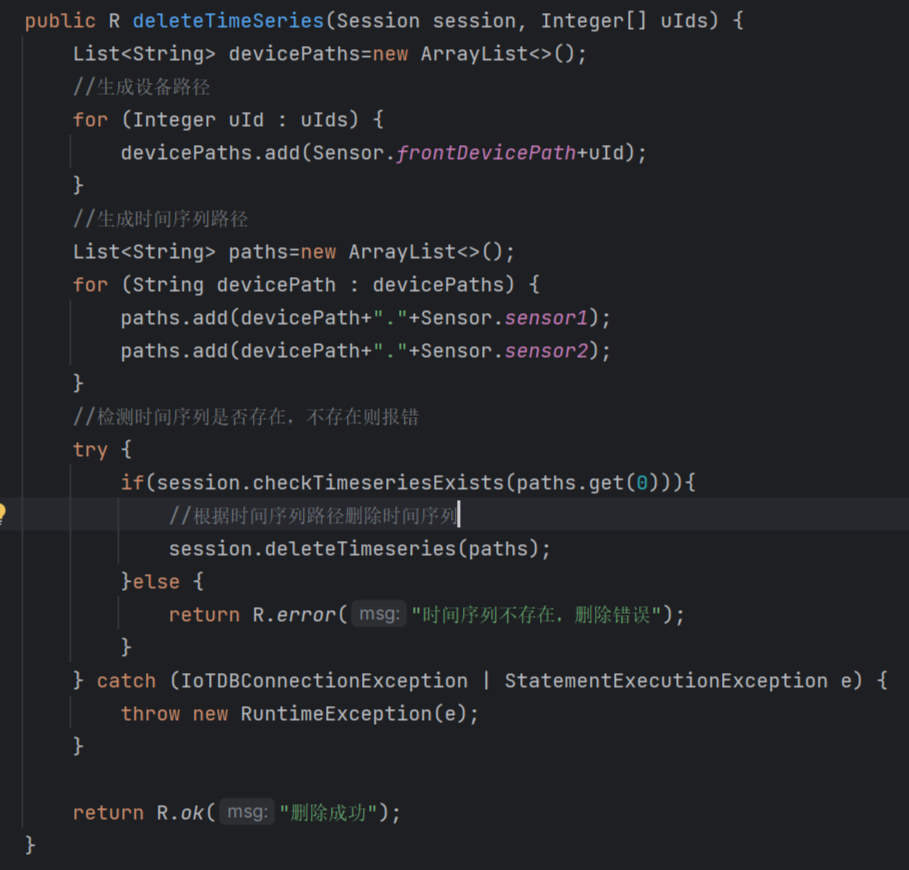 public R deleteTimeSeries(Session session, Integer[] uIds) {
    List<String> devicePaths=new ArrayList<>();
    //生成设备路径
    for (Integer uId : uIds) {
        devicePaths.add(Sensor.frontDevicePath+uId);
    }
    //生成时间序列路径
    List<String> paths=new ArrayList<>();
    for (String devicePath : devicePaths) {
        paths.add(devicePath+"."+Sensor.sensor1);
        paths.add(devicePath+"."+Sensor.sensor2);
    }
    //检测时间序列是否存在，不存在则报错
    try {
        if(session.checkTimeseriesExists(paths.get(0))){
            //根据时间序列路径删除时间序列
            session.deleteTimeseries(paths);
        }else {
            return R.error( msg: "时间序列不存在，删除错误");
        }
    } catch (IoTDBConnectionException | StatementExecutionException e) {
        throw new RuntimeException(e);
    }
    return R.ok( msg: "删除成功");
}